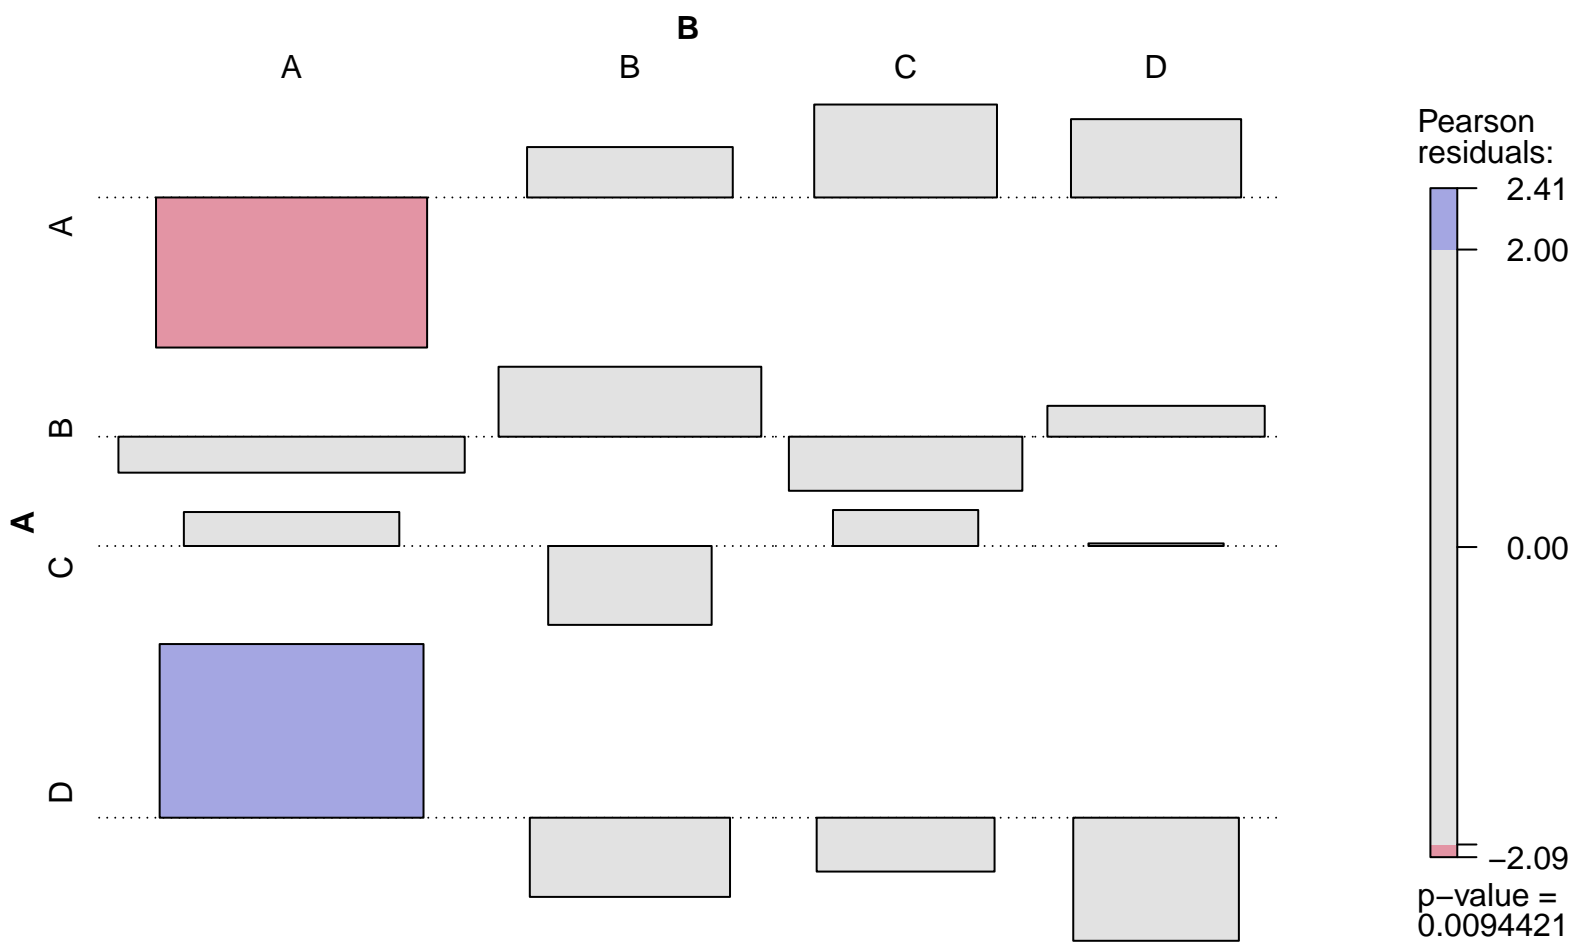 B
A B C D
A
B
A
C
D
Pearson
residuals:
2.41
2.00
0.00
−2.09
p−value =
0.0094421